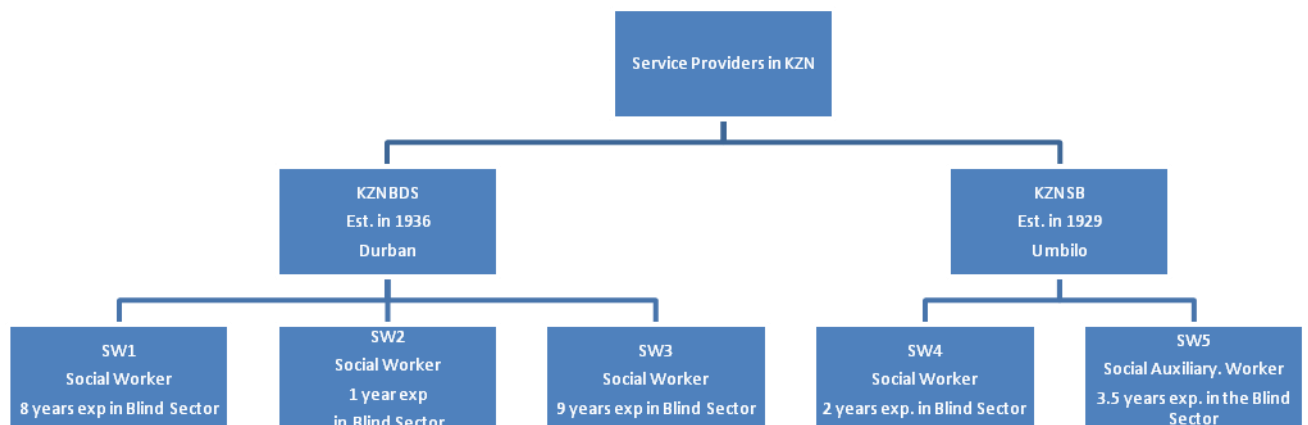 Service Providers in KZN
KZNBDS
Est. in 1936
Durban
KZNSB
Est. in 1929
Umbilo
SW1
Social Worker
8 years exp in Blind Sector
SW2
Social Worker
1 year exp
in Blind Sector
SW3
Social Worker
9 years exp in Blind Sector
SW4
Social Worker
2 years exp. in Blind Sector
SW5
Social Auxiliary. Worker
3.5 years exp. in the Blind
Sector